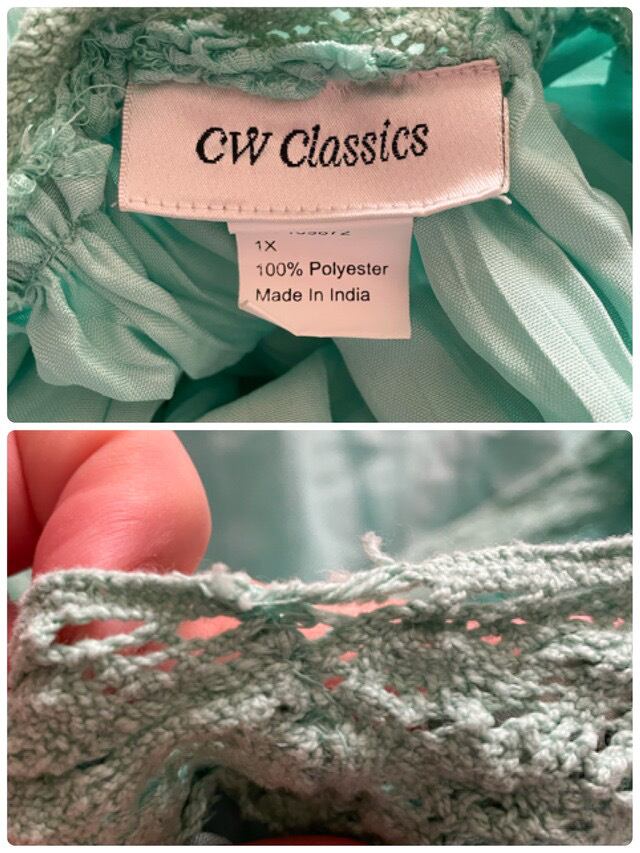 CW Classics
1X
100% Polyester
Made In India